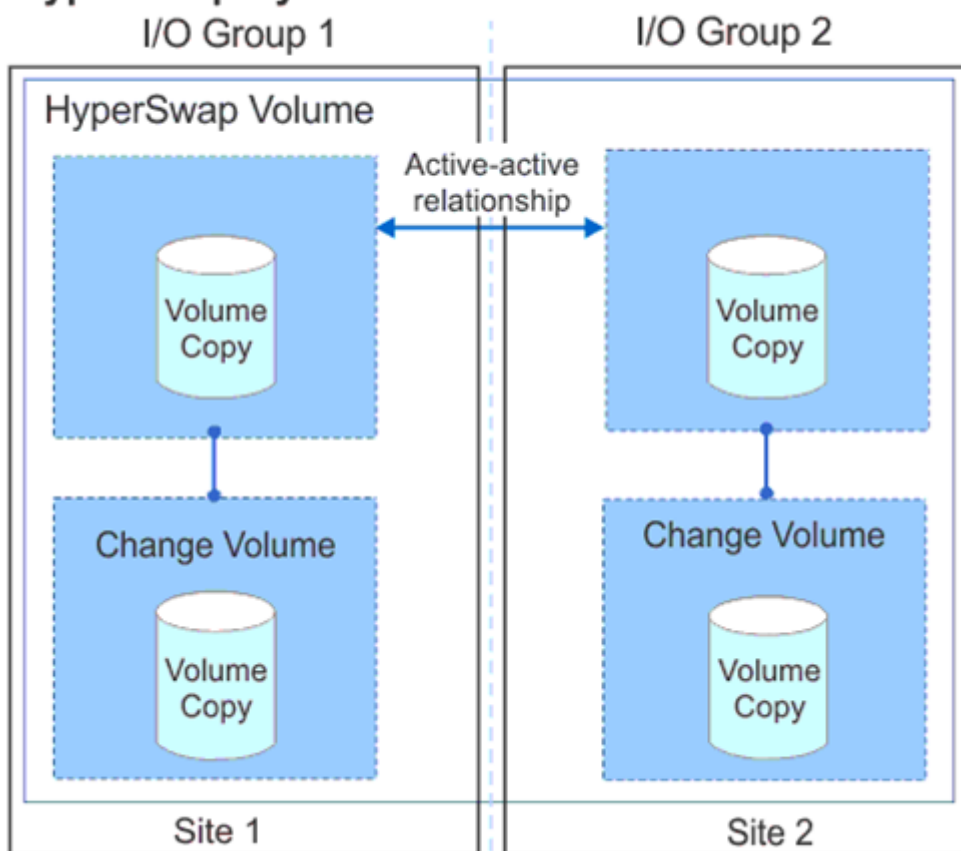 I/O Group 1
I/O Group 2
HyperSwap Volume
Active-active
relationship
Volume
Copy
Volume
Copy
Change Volume
Change Volume
Volume
Copy
Volume
Copy
Site 1
Site 2